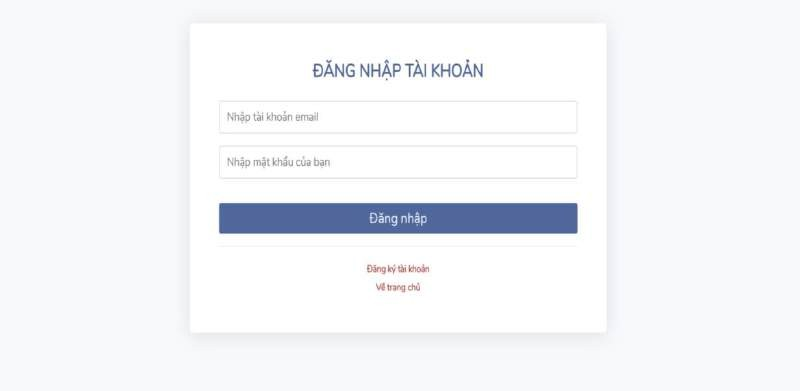 ĐĂNG NHẬP TÀI KHOẢN
Nhập tài khoản email
Nhập mật khẩu của bạn
Đăng nhập
Đăng ký tài khoản
Về trang chủ